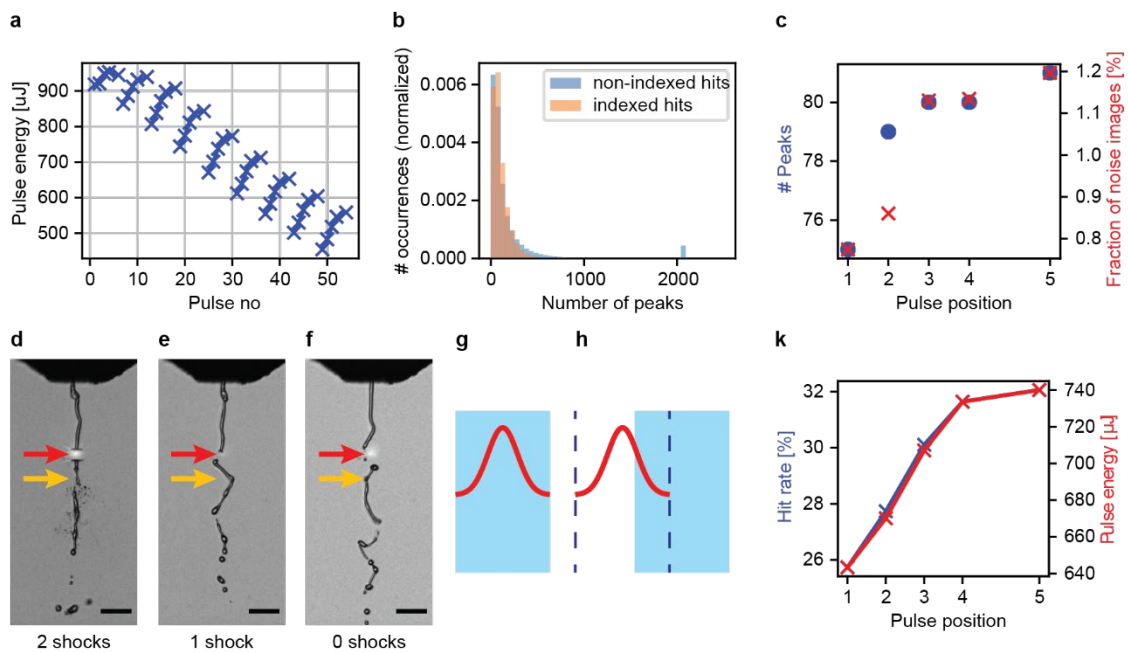 a
Pulse energy [uJ]
900
800
700
600
500
0 10 20 30 40 50
Pulse no
b
# occurrences (normalized)
0.006
0.004
0.002
0.000
non-indexed hits
indexed hits
0 1000 2000
Number of peaks
c
# Peaks
80
78
76
1.2
1.1
1.0
0.9
0.8
Fraction of noise images [%]
1 2 3 4 5
Pulse position
d
2 shocks
e
1 shock
f
0 shocks
g
h
k
Hit rate [%]
32
30
28
26
740
720
700
680
660
640
Pulse energy [µJ]
1 2 3 4 5
Pulse position